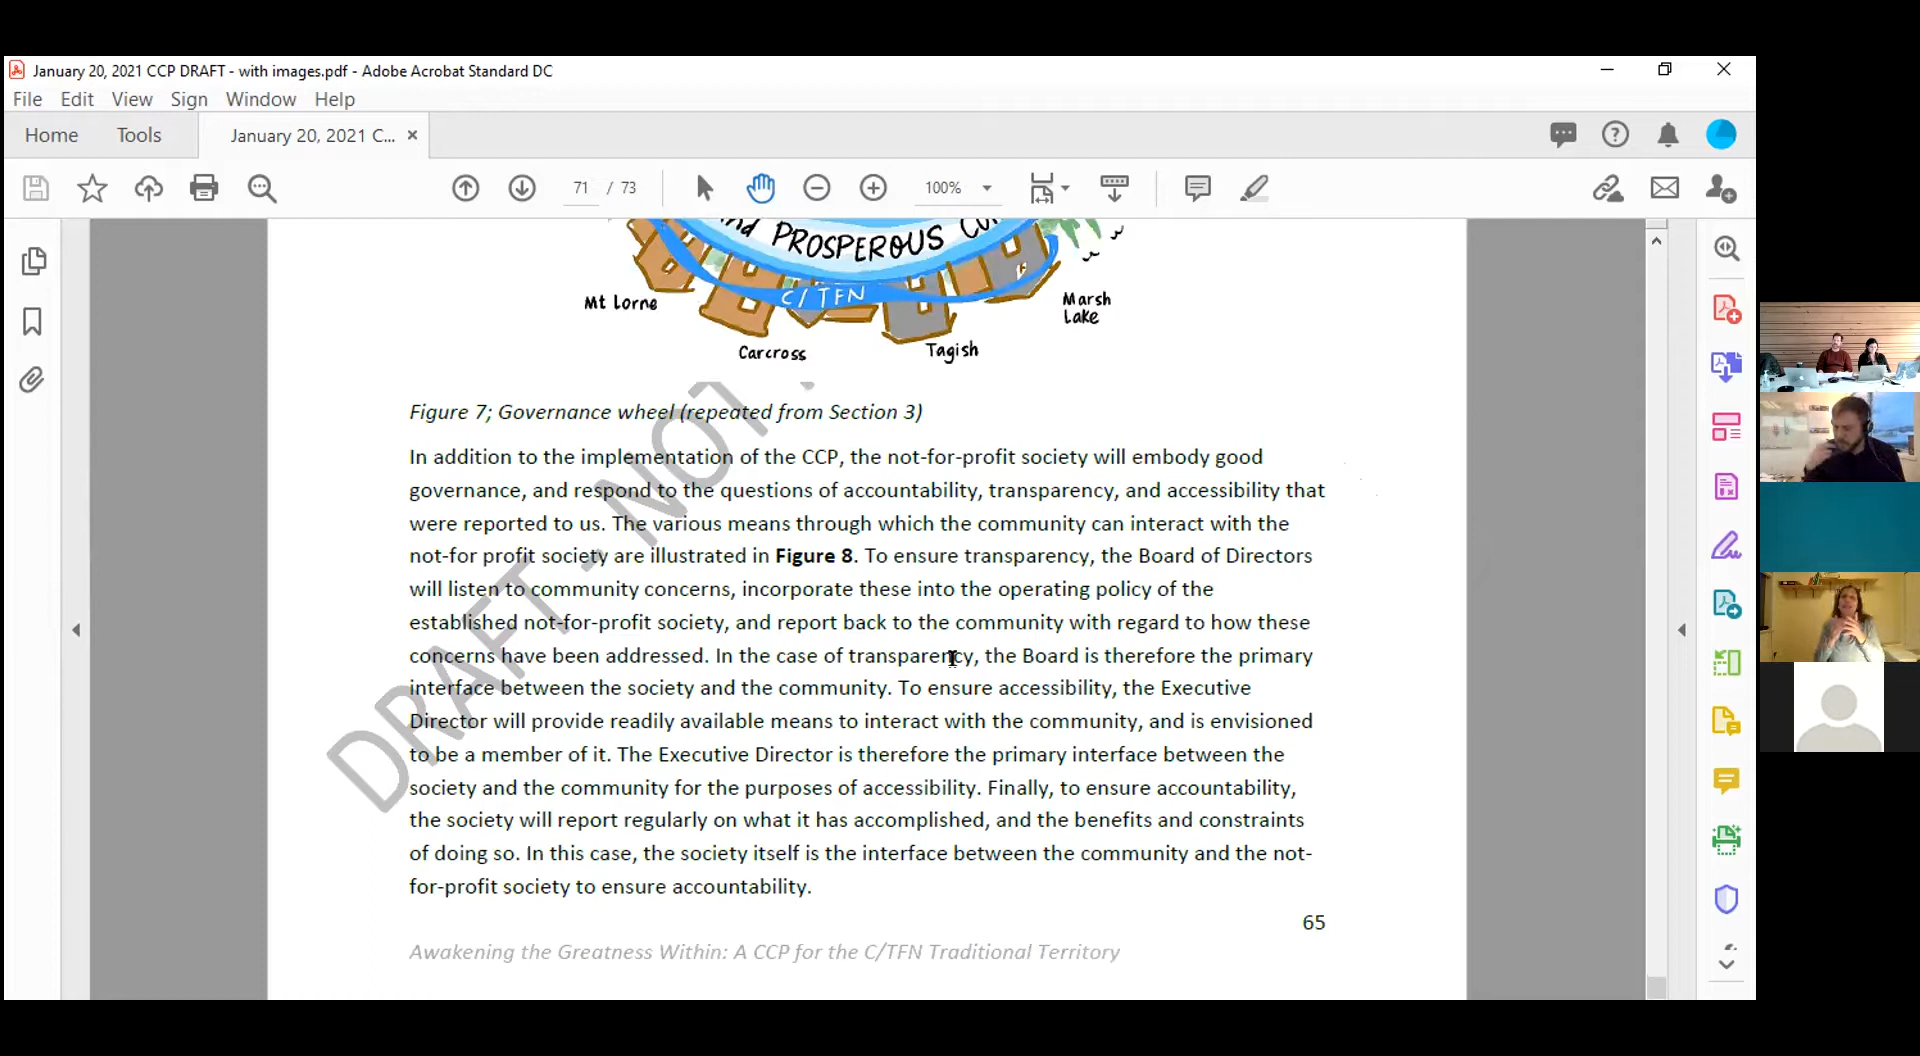 January 20, 2021 CCP DRAFT - with images.pdf - Adobe Acrobat Standard DC
File Edit View Sign Window Help
Home Tools January 20, 2021 C... ×
71 / 73 100%
PROSPEROUS
C/TFN
Mt Lorne
Marsh
Lake
Carcross
Tagish
Figure 7; Governance wheel (repeated from Section 3)
In addition to the implementation of the CCP, the not-for-profit society will embody good
governance, and respond to the questions of accountability, transparency, and accessibility that
were reported to us. The various means through which the community can interact with the
not-for profit society are illustrated in Figure 8. To ensure transparency, the Board of Directors
will listen to community concerns, incorporate these into the operating policy of the
established not-for-profit society, and report back to the community with regard to how these
concerns have been addressed. In the case of transparency, the Board is therefore the primary
interface between the society and the community. To ensure accessibility, the Executive
Director will provide readily available means to interact with the community, and is envisioned
to be a member of it. The Executive Director is therefore the primary interface between the
society and the community for the purposes of accessibility. Finally, to ensure accountability,
the society will report regularly on what it has accomplished, and the benefits and constraints
of doing so. In this case, the society itself is the interface between the community and the not-
for-profit society to ensure accountability.
DRAFT - NOT
65
Awakening the Greatness Within: A CCP for the C/TFN Traditional Territory